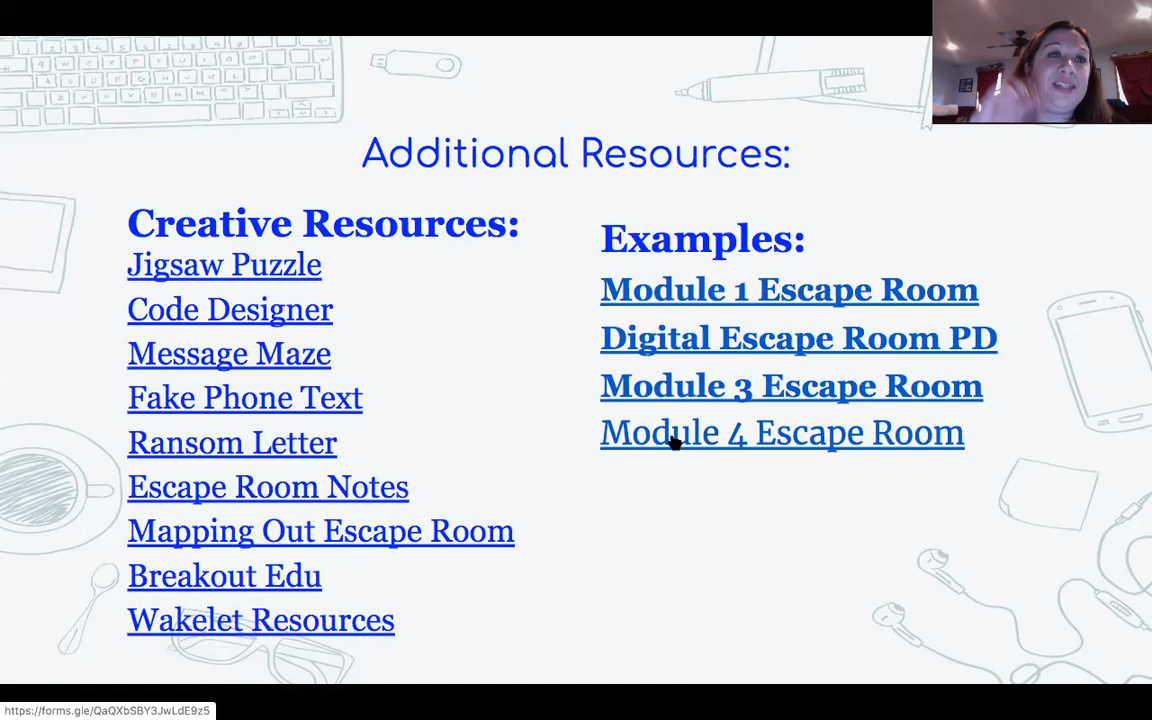 Additional Resources:
Creative Resources:
Jigsaw Puzzle
Code Designer
Message Maze
Fake Phone Text
Ransom Letter
Escape Room Notes
Mapping Out Escape Room
Breakout Edu
Wakelet Resources
Examples:
Module 1 Escape Room
Digital Escape Room PD
Module 3 Escape Room
Module 4 Escape Room
https://forms.gle/QaQXbSBY3JwLdE9z5